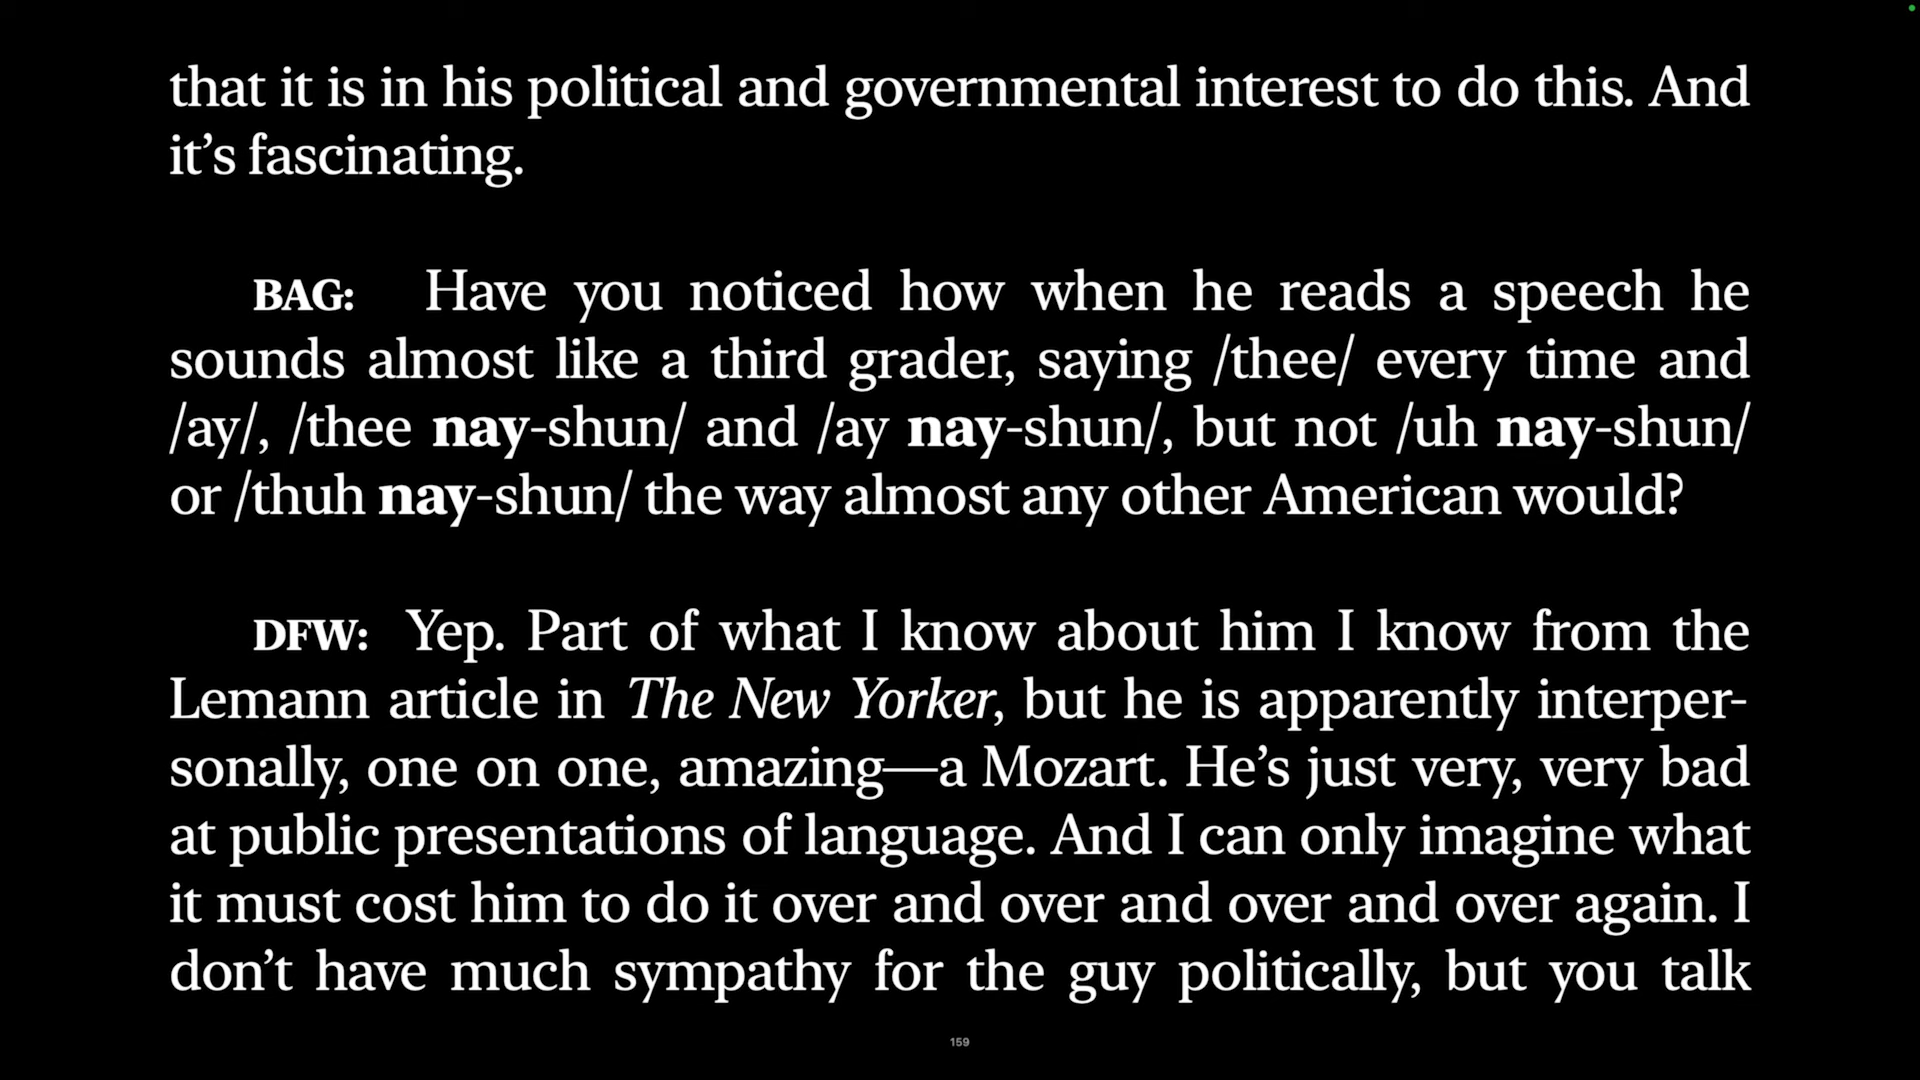 that it is in his political and governmental interest to do this. And
it’s fascinating.
BAG: Have you noticed how when he reads a speech he
sounds almost like a third grader, saying /thee/ every time and
/ay/, /thee nay-shun/ and /ay nay-shun/, but not /uh nay-shun/
or /thuh nay-shun/ the way almost any other American would?
DFW: Yep. Part of what I know about him I know from the
Lemann article in The New Yorker, but he is apparently interper-
sonally, one on one, amazing—a Mozart. He’s just very, very bad
at public presentations of language. And I can only imagine what
it must cost him to do it over and over and over and over again. I
don’t have much sympathy for the guy politically, but you talk
159